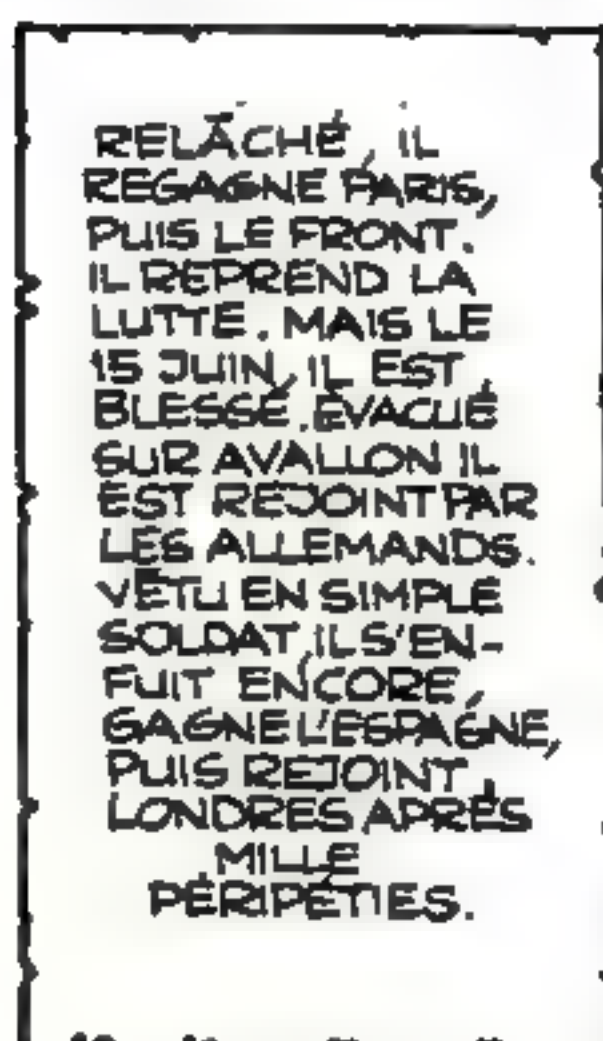 RELÂCHÉ, IL
REGAGNE PARIS,
PUIS LE FRONT.
IL REPREND LA
LUTTE. MAIS LE
15 JUIN, IL EST
BLESSÉ. ÉVACUÉ
SUR AVALLON IL
EST REJOINT PAR
LES ALLEMANDS.
VÊTU EN SIMPLE
SOLDAT, IL S'EN-
FUIT ENCORE,
GAGNE L'ESPAGNE,
PUIS REJOINT
LONDRES APRÈS
MILLE
PÉRIPÉTIES.